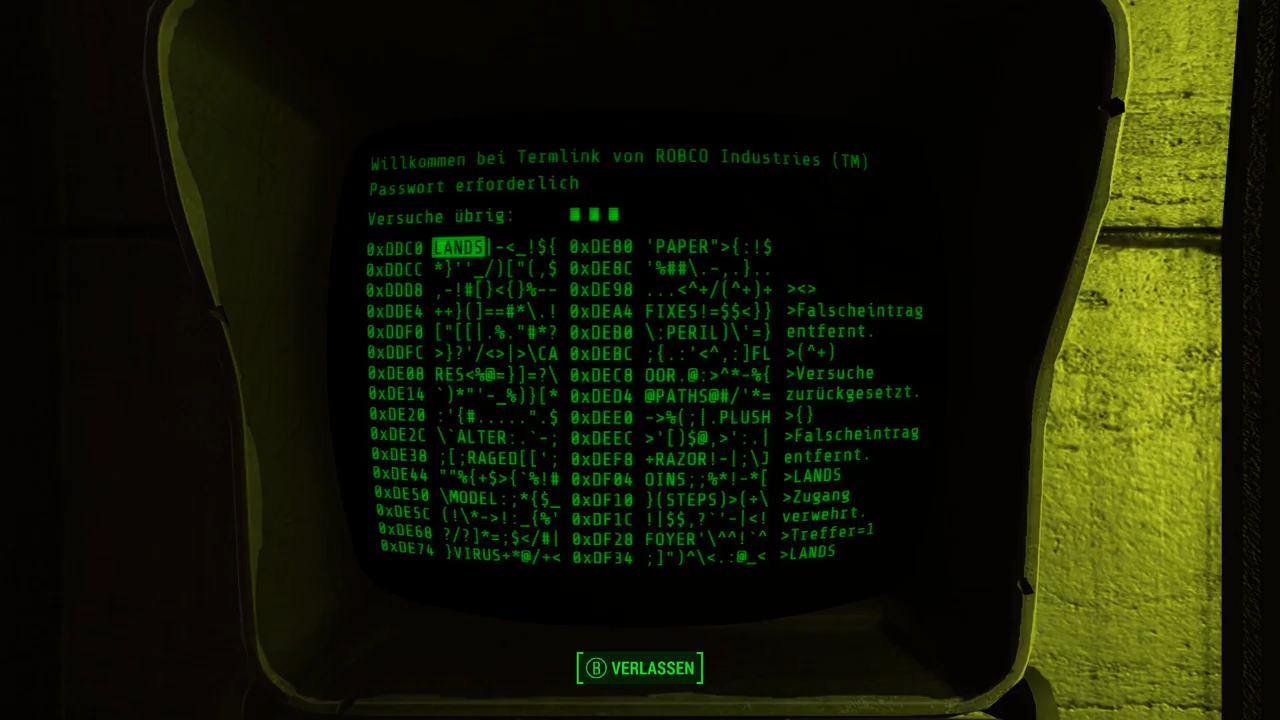 Willkommen bei Termlink von ROBCO Industries (TM)
Passwort erforderlich
Versuche übrig: ■ ■ ■
0xDDC0 LANDS|-<_!${ 0xDE80 'PAPER">{:!$
0xDDCC *}''_/)["(,$ 0xDE8C '%##\.-,.}..
0xDDD8 ,-!#[}<{}%-- 0xDE98 ...<^+/(^+)+ ><>
0xDDE4 ++}(]==#*\.! 0xDEA4 FIXES!=$$<}} >Falscheintrag
0xDDF0 ["[[|.%."#*? 0xDEB0 \:PERIL)\'=} entfernt.
0xDDFC >}?'/<>|>\CA 0xDEBC ;{.:'<^,:]FL >(^+)
0xDE08 RES<%@=}]=?\ 0xDEC8 OOR.@:>^*-%{ >Versuche
0xDE14 `)*"'-_%)}[* 0xDED4 @PATHS@#/'*= zurückgesetzt.
0xDE20 :'{#.....".$ 0xDEE0 ->%(;|.PLUSH >{}
0xDE2C \`ALTER:.`-; 0xDEEC >'[)$@,>':.| >Falscheintrag
0xDE38 ;[;RAGED[['; 0xDEF8 +RAZOR!-|;\J entfernt.
0xDE44 ""%{+$>{`%!# 0xDF04 OINS;;%*!-*[ >LANDS
0xDE50 \MODEL:;*{$_ 0xDF10 }(STEPS)>(+\ >Zugang
0xDE5C (!\*->!:_{%' 0xDF1C !|$$,?`'-|<! verwehrt.
0xDE68 ?/?]*=;$</#| 0xDF28 FOYER'\^^!`^ >Treffer=1
0xDE74 }VIRUS+*@/+< 0xDF34 ;]")^\<.:@_< >LANDS
Ⓑ VERLASSEN